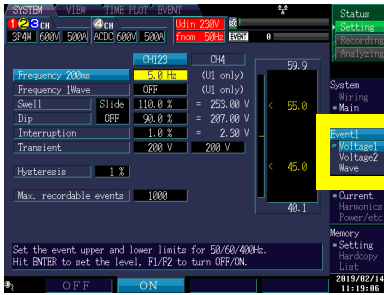 SYSTEM VIEW TIME PLOT EVENT
123CH 4CH Udin 230V
3P4W 600V 500A ACDC 600V 500A fnom 50Hz EVENT 0
Status
Setting
Recording
Analyzing
CH123 CH4
Frequency 200ms 5.0 Hz (U1 only)
Frequency 1Wave OFF (U1 only)
Swell Slide 110.0 % = 253.00 V
Dip OFF 90.0 % = 207.00 V
Interruption 1.0 % = 2.30 V
Transient 200 V 200 V
Hysteresis 1 %
Max. recordable events 1000
59.9
< 55.0
< 45.0
40.1
System
Wiring
Main
Event1
Voltage1
Voltage2
Wave
Current
Harmonics
Power/etc
Memory
Setting
Hardcopy
List
Set the event upper and lower limits for 50/60/400Hz.
Hit ENTER to set the level, F1/F2 to turn OFF/ON.
OFF ON
2019/02/14
11:19:06